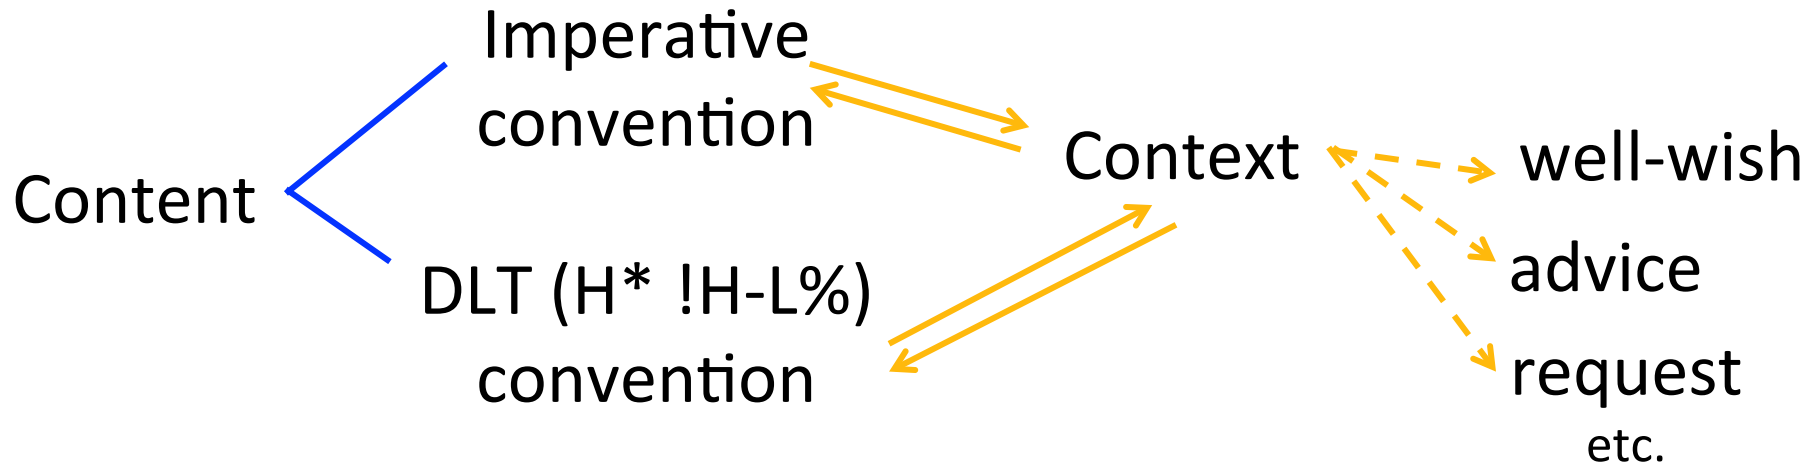 Imperative
convention
Content
DLT (H* !H-L%)
convention
Context
well-wish
advice
request
etc.